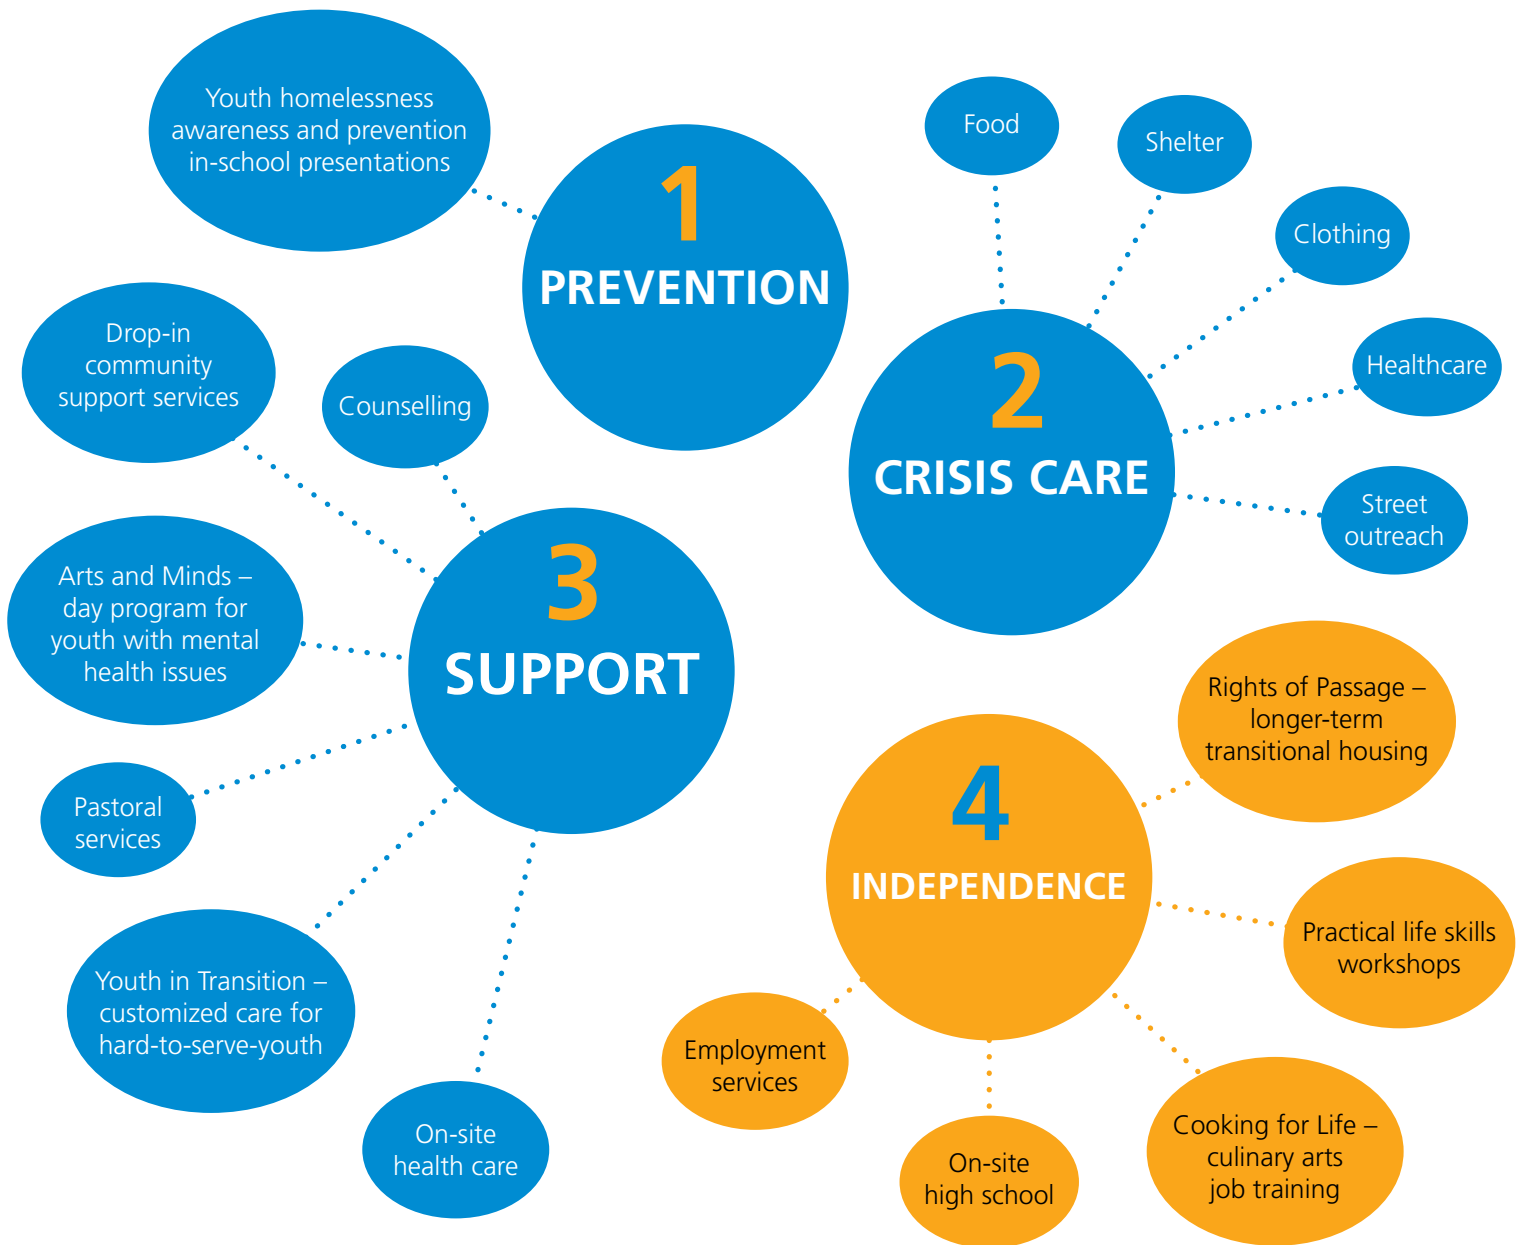 Youth homelessness
awareness and prevention
in-school presentations
1
PREVENTION
Food
Shelter
Clothing
Healthcare
Street
outreach
2
CRISIS CARE
Drop-in
community
support services
Counselling
Arts and Minds –
day program for
youth with mental
health issues
3
SUPPORT
Pastoral
services
Youth in Transition –
customized care for
hard-to-serve-youth
On-site
health care
4
INDEPENDENCE
Rights of Passage –
longer-term
transitional housing
Practical life skills
workshops
Cooking for Life –
culinary arts
job training
On-site
high school
Employment
services